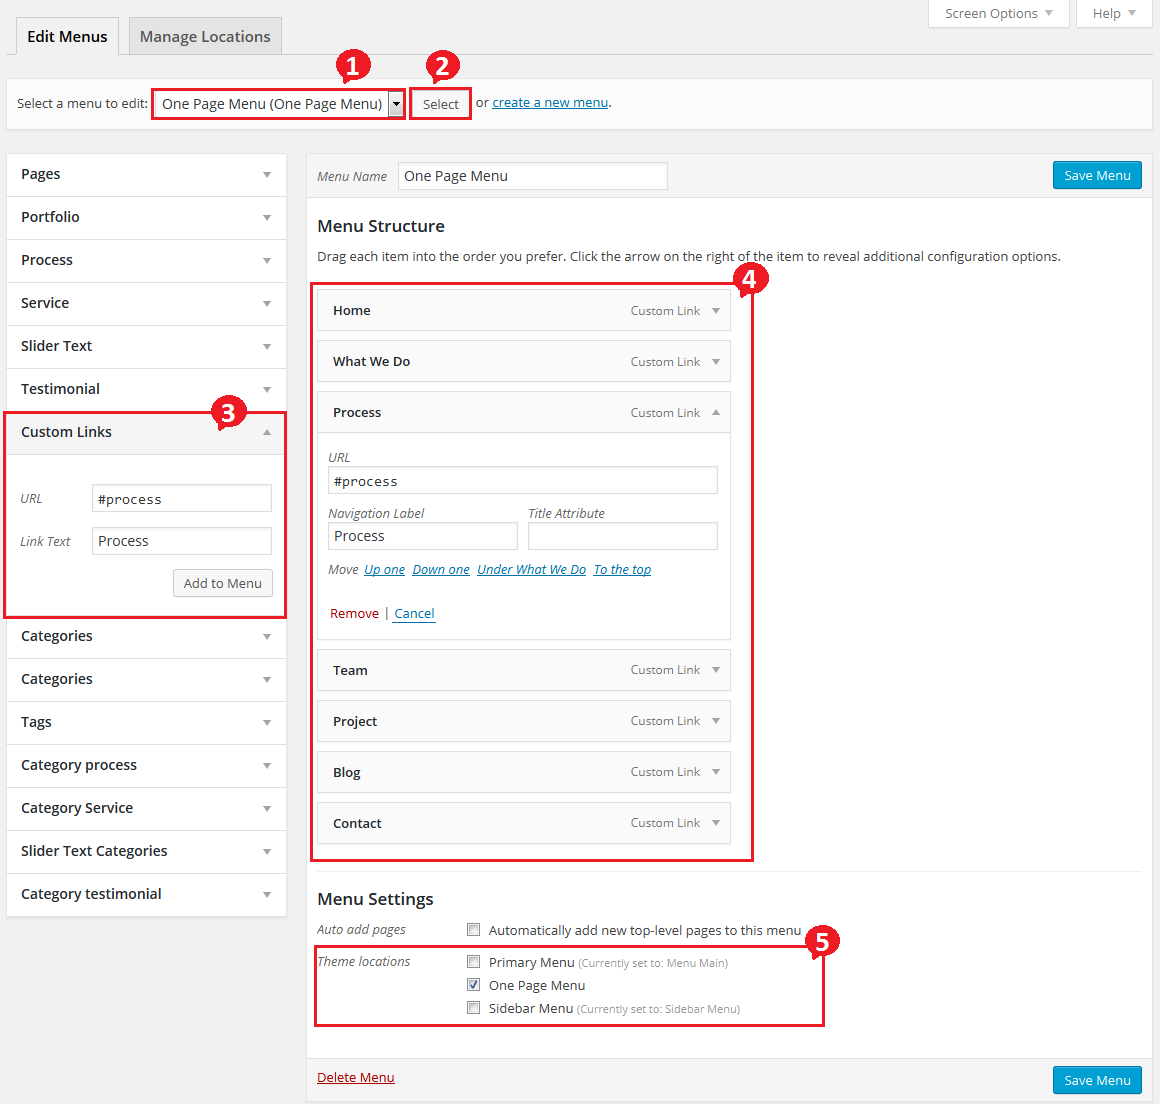 Screen Options Help
Edit Menus Manage Locations
1 2
Select a menu to edit: One Page Menu (One Page Menu) Select or create a new menu.
Pages
Portfolio
Process
Service
Slider Text
Testimonial
3
Custom Links
URL #process
Link Text Process
Add to Menu
Categories
Categories
Tags
Category process
Category Service
Slider Text Categories
Category testimonial
Menu Name One Page Menu Save Menu
Menu Structure
Drag each item into the order you prefer. Click the arrow on the right of the item to reveal additional configuration options.
4
Home Custom Link
What We Do Custom Link
Process Custom Link
URL
#process
Navigation Label Title Attribute
Process
Move Up one Down one Under What We Do To the top
Remove | Cancel
Team Custom Link
Project Custom Link
Blog Custom Link
Contact Custom Link
Menu Settings
Auto add pages Automatically add new top-level pages to this menu
5
Theme locations Primary Menu (Currently set to: Menu Main)
One Page Menu
Sidebar Menu (Currently set to: Sidebar Menu)
Delete Menu Save Menu